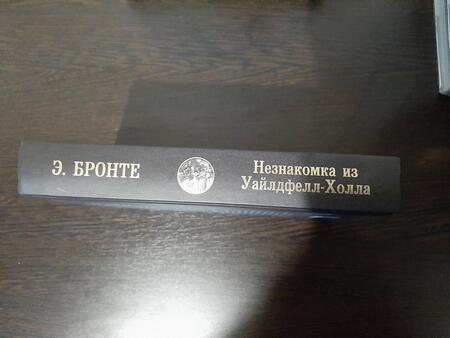 Э. БРОНТЕ
Незнакомка из
Уайлдфелл-Холла